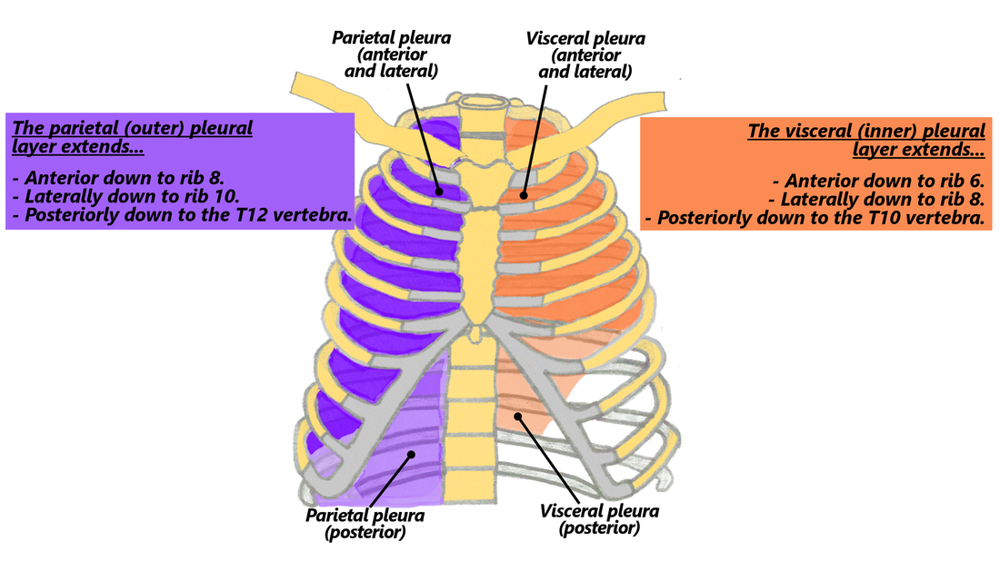 Parietal pleura
(anterior
and lateral)
Visceral pleura
(anterior
and lateral)
The parietal (outer) pleural
layer extends...
- Anterior down to rib 8.
- Laterally down to rib 10.
- Posteriorly down to the T12 vertebra.
The visceral (inner) pleural
layer extends...
- Anterior down to rib 6.
- Laterally down to rib 8.
- Posteriorly down to the T10 vertebra.
Parietal pleura
(posterior)
Visceral pleura
(posterior)